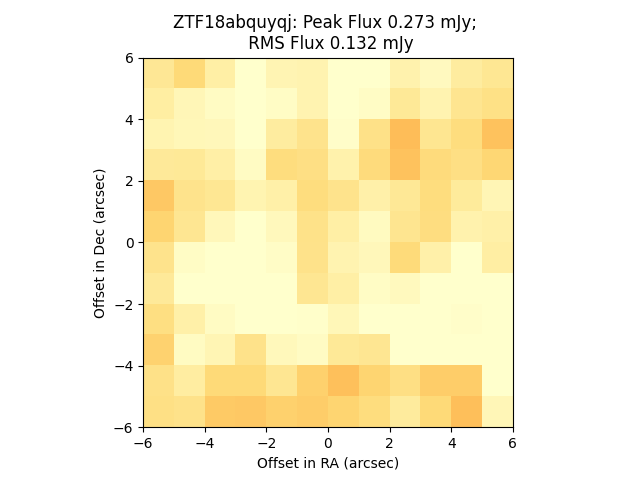 ZTF18abquyqj: Peak Flux 0.273 mJy;
RMS Flux 0.132 mJy
6
4
2
0
−2
−4
−6
Offset in Dec (arcsec)
−6 −4 −2 0 2 4 6
Offset in RA (arcsec)